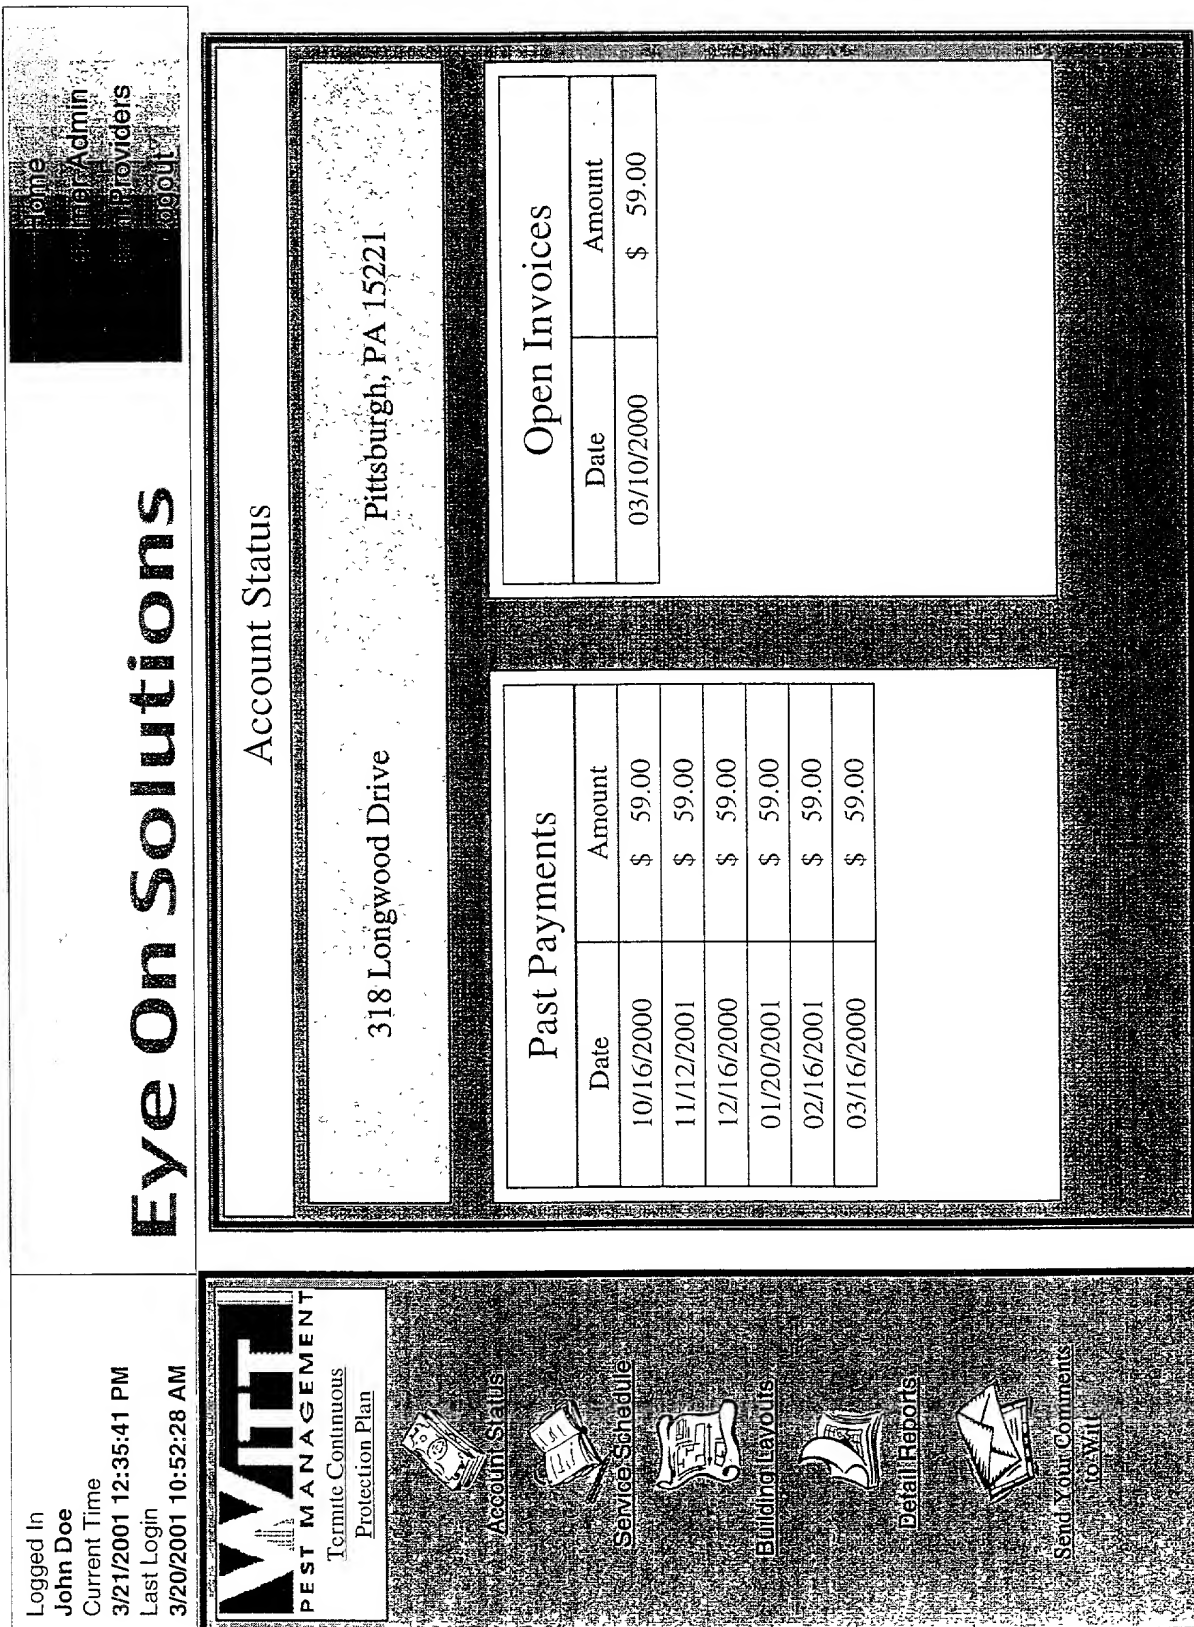 Logged In
John Doe
Current Time
3/21/2001 12:35:41 PM
Last Login
3/20/2001 10:52:28 AM
Eye On Solutions
Home
Admin
Providers
Logout
WITT
PEST MANAGEMENT
Termite Continuous
Protection Plan
Account Status
Service Schedule
Building Layouts
Detail Reports
Send Your Comments
to Witt
Account Status
318 Longwood Drive Pittsburgh, PA 15221
Past Payments
Date Amount
10/16/2000 $ 59.00
11/12/2001 $ 59.00
12/16/2000 $ 59.00
01/20/2001 $ 59.00
02/16/2001 $ 59.00
03/16/2000 $ 59.00
Open Invoices
Date Amount
03/10/2000 $ 59.00